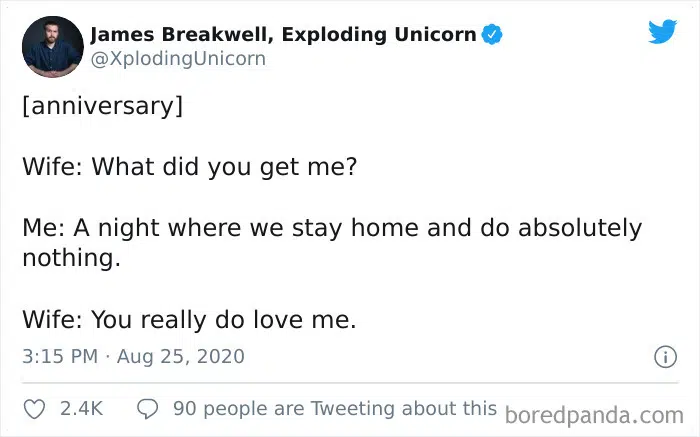 James Breakwell, Exploding Unicorn
@XplodingUnicorn
[anniversary]
Wife: What did you get me?
Me: A night where we stay home and do absolutely
nothing.
Wife: You really do love me.
3:15 PM · Aug 25, 2020
2.4K 90 people are Tweeting about this
boredpanda.com